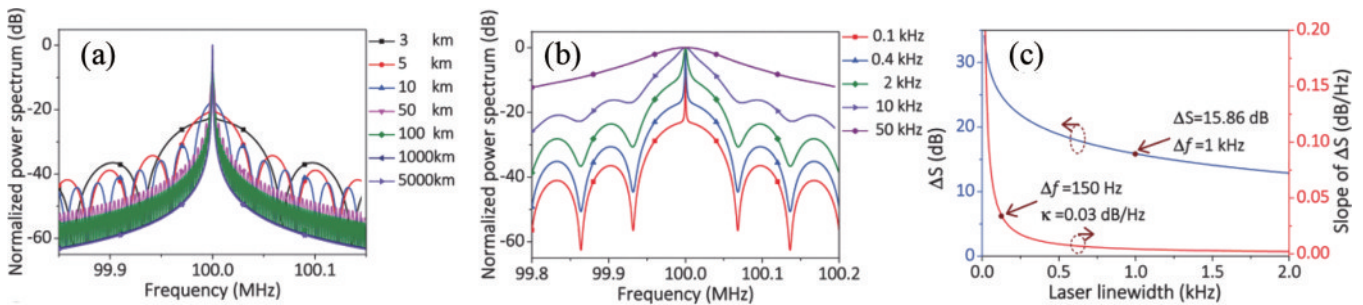 (a)
Normalized power spectrum (dB)
0
-20
-40
-60
99.9
100.0
100.1
Frequency (MHz)
3 km
5 km
10 km
50 km
100 km
1000km
5000km
(b)
Normalized power spectrum (dB)
0
-20
-40
-60
99.8
99.9
100.0
100.1
100.2
Frequency (MHz)
0.1 kHz
0.4 kHz
2 kHz
10 kHz
50 kHz
(c)
ΔS (dB)
30
20
10
0
0.0
0.5
1.0
1.5
2.0
Laser linewidth (kHz)
ΔS=15.86 dB
Δf=1 kHz
Δf=150 Hz
κ=0.03 dB/Hz
0.20
0.15
0.10
0.05
0.00
Slope of ΔS (dB/Hz)